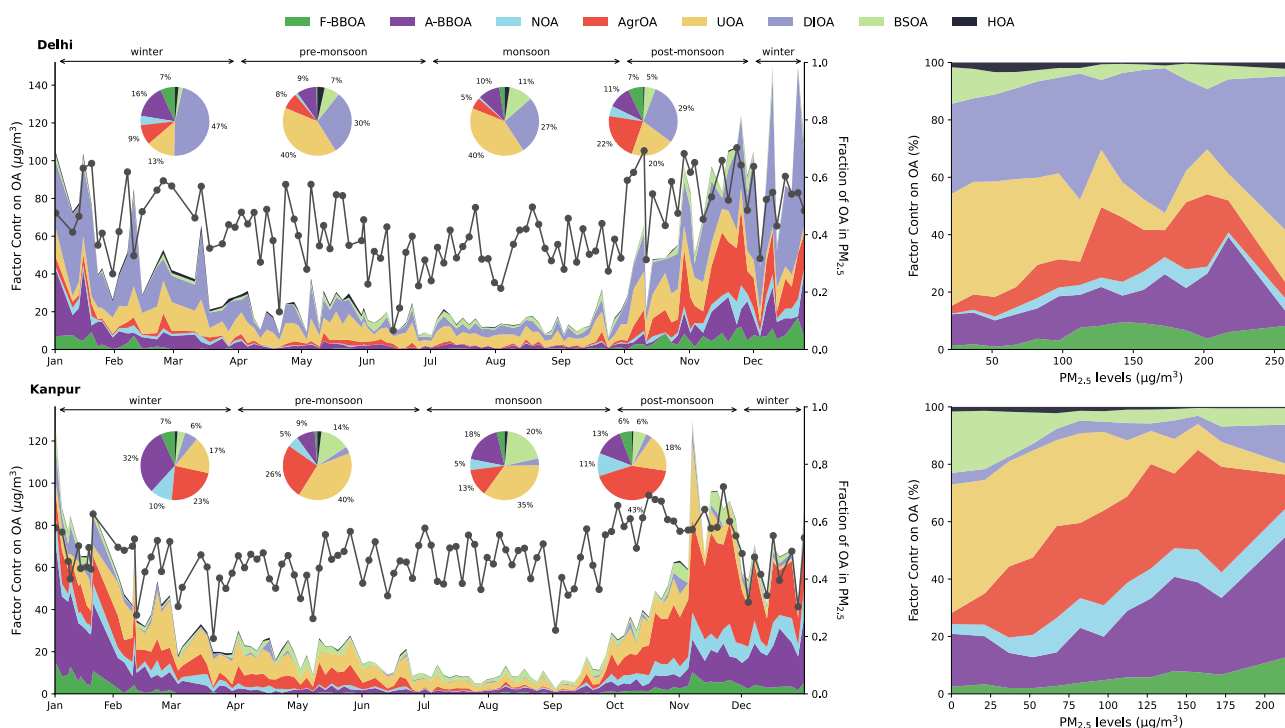 F-BBOA A-BBOA NOA AgrOA UOA DIOA BSOA HOA
Delhi
winter pre-monsoon monsoon post-monsoon winter
Factor Contr on OA (μg/m³)
0 20 40 60 80 100 120 140
Jan Feb Mar Apr May Jun Jul Aug Sep Oct Nov Dec
0.0 0.2 0.4 0.6 0.8 1.0
Fraction of OA in PM2.5
7% 16% 9% 13% 47%
9% 7% 8% 30% 40%
10% 11% 5% 27% 40%
7% 5% 11% 29% 22% 20%
Factor Contr on OA (%)
0 20 40 60 80 100
50 100 150 200 250
PM2.5 levels (μg/m³)
Kanpur
winter pre-monsoon monsoon post-monsoon winter
Factor Contr on OA (μg/m³)
0 20 40 60 80 100 120
Jan Feb Mar Apr May Jun Jul Aug Sep Oct Nov Dec
0.0 0.2 0.4 0.6 0.8 1.0
Fraction of OA in PM2.5
7% 6% 32% 17% 10% 23%
9% 5% 14% 26% 40%
18% 20% 5% 13% 35%
6% 6% 13% 18% 11% 43%
Factor Contr on OA (%)
0 20 40 60 80 100
0 25 50 75 100 125 150 175 200
PM2.5 levels (μg/m³)